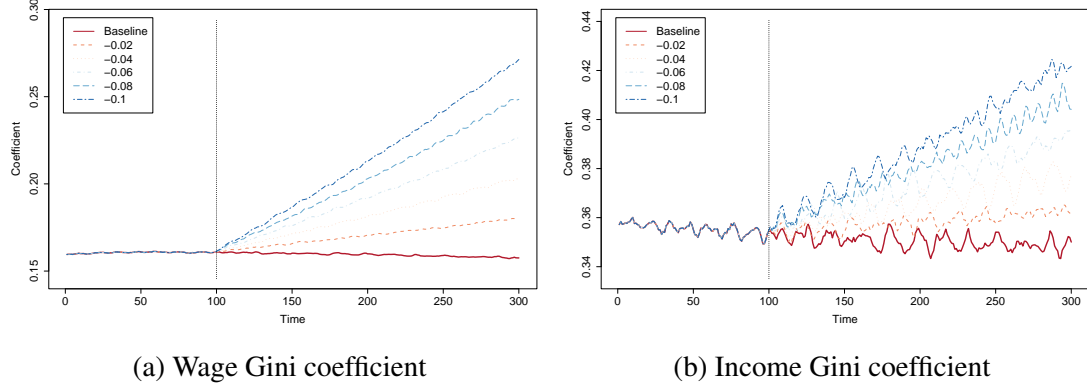 0.30
0.25
0.20
0.15
Coefficient
Baseline
−0.02
−0.04
−0.06
−0.08
−0.1
0 50 100 150 200 250 300
Time
(a) Wage Gini coefficient
0.44
0.42
0.40
0.38
0.36
0.34
Coefficient
Baseline
−0.02
−0.04
−0.06
−0.08
−0.1
0 50 100 150 200 250 300
Time
(b) Income Gini coefficient